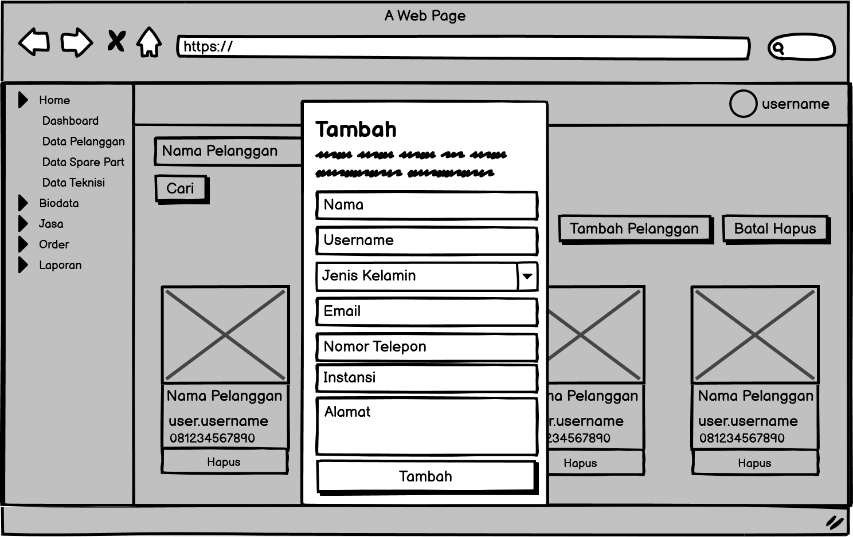 A Web Page
https://
username
Home
Dashboard
Data Pelanggan
Data Spare Part
Data Teknisi
Biodata
Jasa
Order
Laporan
Nama Pelanggan
Cari
Tambah Pelanggan
Batal Hapus
Tambah
Nama
Username
Jenis Kelamin
Email
Nomor Telepon
Instansi
Alamat
Tambah
Nama Pelanggan
user.username
081234567890
Hapus
Pelanggan
r.username
234567890
Hapus
Nama Pelanggan
user.username
081234567890
Hapus